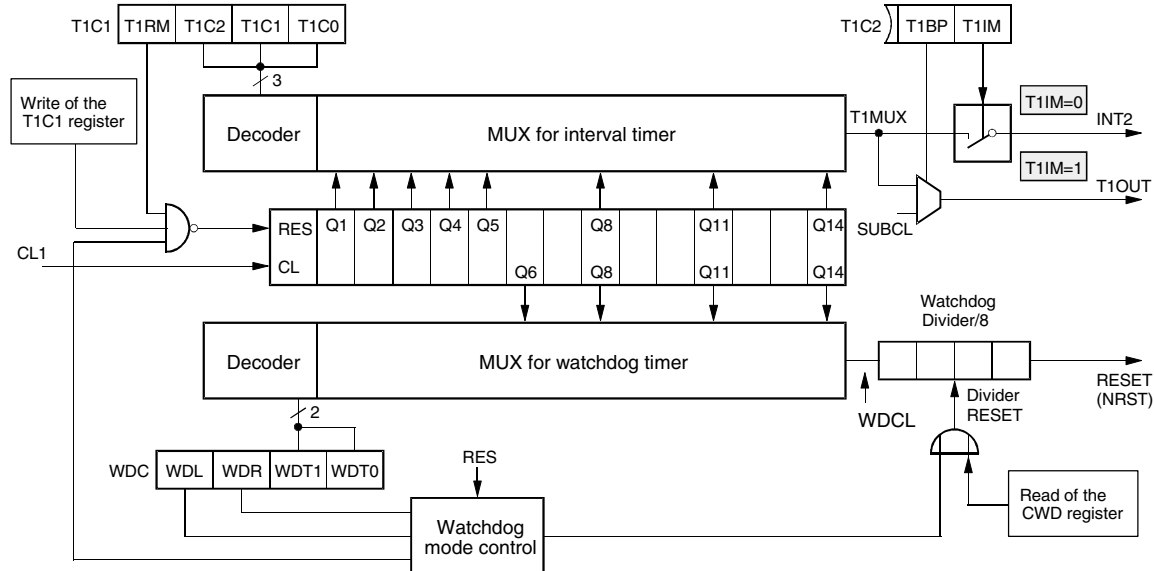 T1C1 T1RM T1C2 T1C1 T1C0
T1C2 T1BP T1IM
3
Write of the
T1C1 register
Decoder
MUX for interval timer
T1MUX
T1IM=0
INT2
T1IM=1
T1OUT
SUBCL
RES Q1 Q2 Q3 Q4 Q5 Q8 Q11 Q14
CL1
CL Q6 Q8 Q11 Q14
Watchdog
Divider/8
Decoder
MUX for watchdog timer
RESET
(NRST)
Divider
RESET
WDCL
2
WDC WDL WDR WDT1 WDT0
RES
Read of the
CWD register
Watchdog
mode control